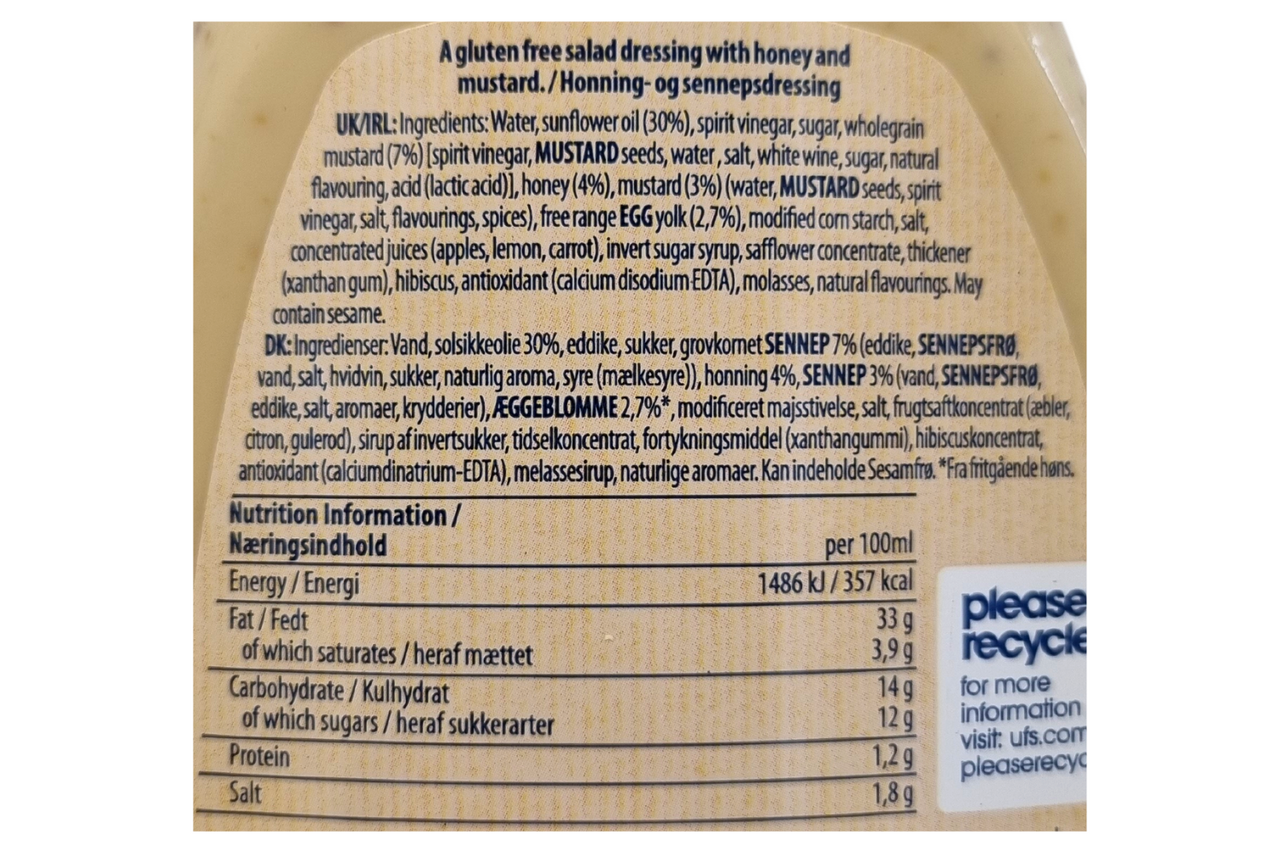 A gluten free salad dressing with honey and
mustard. / Honning- og sennepsdressing
UK/IRL: Ingredients: Water, sunflower oil (30%), spirit vinegar, sugar, wholegrain
mustard (7%) [spirit vinegar, MUSTARD seeds, water, salt, white wine, sugar, natural
flavouring, acid (lactic acid)], honey (4%), mustard (3%) (water, MUSTARD seeds, spirit
vinegar, salt, flavourings, spices), free range EGG yolk (2,7%), modified corn starch, salt,
concentrated juices (apples, lemon, carrot), invert sugar syrup, safflower concentrate, thickener
(xanthan gum), hibiscus, antioxidant (calcium disodium EDTA), molasses, natural flavourings. May
contain sesame.
DK: Ingredienser: Vand, solsikkeolie 30%, eddike, sukker, grovkornet SENNEP 7% (eddike, SENNEPSFRØ,
vand, salt, hvidvin, sukker, naturlig aroma, syre (mælkesyre)), honning 4%, SENNEP 3% (vand, SENNEPSFRØ,
eddike, salt, aromaer, krydderier), ÆGGEBLOMME 2,7%*, modificeret majsstivelse, salt, frugtsaftkoncentrat (æbler,
citron, gulerod), sirup af invertsukker, tidselkoncentrat, fortykningsmiddel (xanthangummi), hibiscuskoncentrat,
antioxidant (calciumdinatrium-EDTA), melassesirup, naturlige aromaer. Kan indeholde Sesamfrø. *Fra fritgående høns.
Nutrition Information /
Næringsindhold per 100ml
Energy / Energi 1486 kJ / 357 kcal
Fat / Fedt 33 g
of which saturates / heraf mættet 3,9 g
Carbohydrate / Kulhydrat 14 g
of which sugars / heraf sukkerarter 12 g
Protein 1,2 g
Salt 1,8 g
please
recycle
for more
information
visit: ufs.com
pleaserecyc